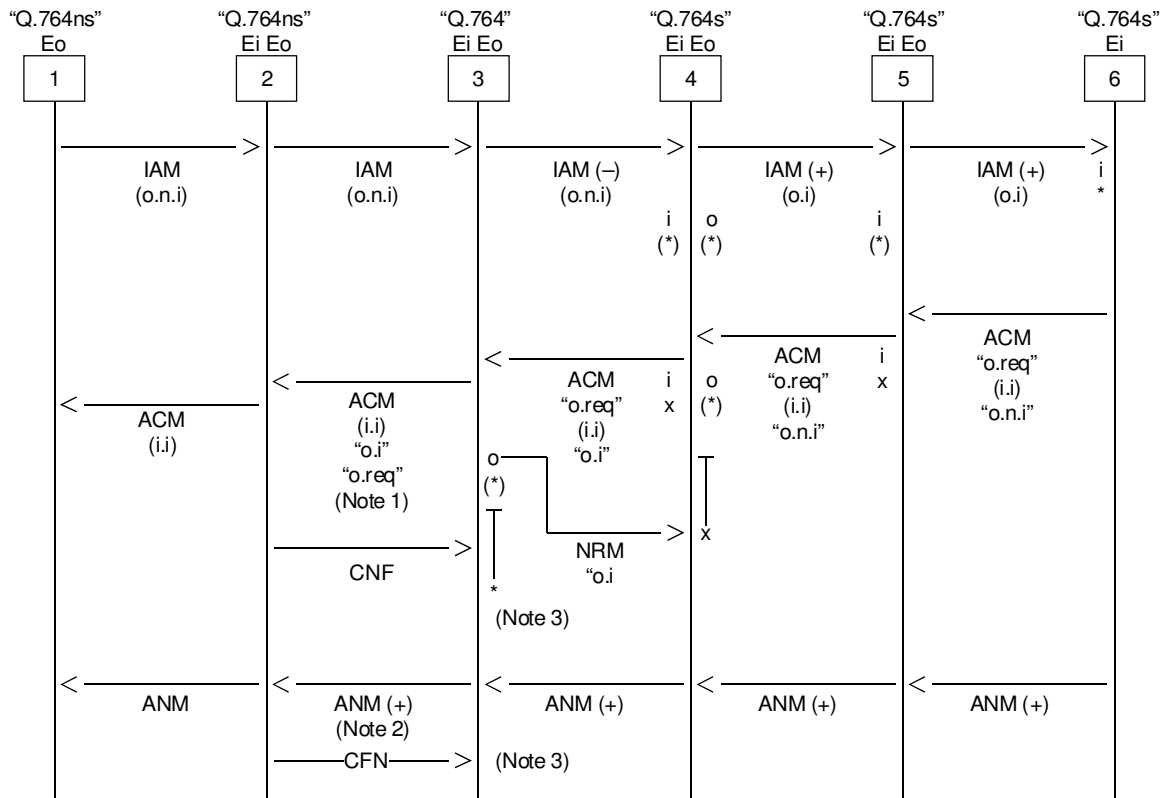 “Q.764ns” “Q.764ns” “Q.764” “Q.764s” “Q.764s” “Q.764s”
Eo Ei Eo Ei Eo Ei Eo Ei Eo Ei
1 2 3 4 5 6
IAM IAM IAM (–) IAM (+) IAM (+) i
(o.n.i) (o.n.i) (o.n.i) (o.i) (o.i) *
i o i
(*) (*) (*)
ACM
“o.req”
(i.i)
“o.n.i”
ACM i
“o.req” x
(i.i)
“o.n.i”
ACM i o
“o.req” x (*)
(i.i)
“o.i”
ACM
(i.i)
“o.i”
“o.req”
(Note 1)
ACM
(i.i)
o
(*)
x
NRM
“o.i
CNF
*
(Note 3)
ANM ANM (+) ANM (+) ANM (+) ANM (+)
(Note 2)
CFN (Note 3)